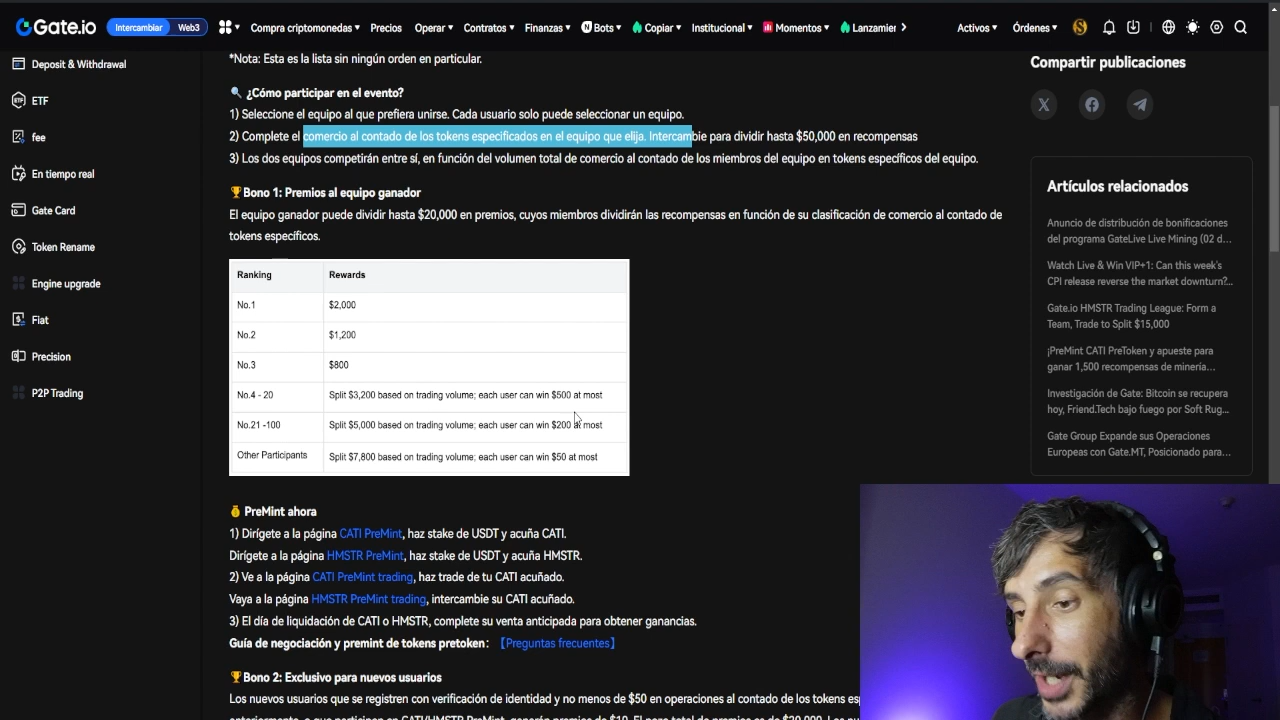 Gate.io
Intercambiar
Web3
Compra criptomonedas
Precios
Operar
Contratos
Finanzas
Bots
Copiar
Institucional
Momentos
Lanzamier
Activos
Órdenes
Deposit & Withdrawal
ETF
fee
En tiempo real
Gate Card
Token Rename
Engine upgrade
Fiat
Precision
P2P Trading
*Nota: Esta es la lista sin ningún orden en particular.
¿Cómo participar en el evento?
1) Seleccione el equipo al que prefiera unirse. Cada usuario solo puede seleccionar un equipo.
2) Complete el comercio al contado de los tokens especificados en el equipo que elija. Intercambie para dividir hasta $50,000 en recompensas
3) Los dos equipos competirán entre sí, en función del volumen total de comercio al contado de los miembros del equipo en tokens específicos del equipo.
Bono 1: Premios al equipo ganador
El equipo ganador puede dividir hasta $20,000 en premios, cuyos miembros dividirán las recompensas en función de su clasificación de comercio al contado de
tokens específicos.
Ranking Rewards
No.1 $2,000
No.2 $1,200
No.3 $800
No.4 - 20 Split $3,200 based on trading volume; each user can win $500 at most
No.21 -100 Split $5,000 based on trading volume; each user can win $200 at most
Other Participants Split $7,800 based on trading volume; each user can win $50 at most
PreMint ahora
1) Dirígete a la página CATI PreMint, haz stake de USDT y acuña CATI.
Dirígete a la página HMSTR PreMint, haz stake de USDT y acuña HMSTR.
2) Ve a la página CATI PreMint trading, haz trade de tu CATI acuñado.
Vaya a la página HMSTR PreMint trading, intercambie su CATI acuñado.
3) El día de liquidación de CATI o HMSTR, complete su venta anticipada para obtener ganancias.
Guía de negociación y premint de tokens pretoken: 【Preguntas frecuentes】
Bono 2: Exclusivo para nuevos usuarios
Los nuevos usuarios que se registren con verificación de identidad y no menos de $50 en operaciones al contado de los tokens es
Compartir publicaciones
Artículos relacionados
Anuncio de distribución de bonificaciones
del programa GateLive Live Mining (02 d...
Watch Live & Win VIP+1: Can this week's
CPI release reverse the market downturn?...
Gate.io HMSTR Trading League: Form a
Team, Trade to Split $15,000
¡PreMint CATI PreToken y apueste para
ganar 1,500 recompensas de minería...
Investigación de Gate: Bitcoin se recupera
hoy, Friend.Tech bajo fuego por Soft Rug...
Gate Group Expande sus Operaciones
Europeas con Gate.MT, Posicionado para...